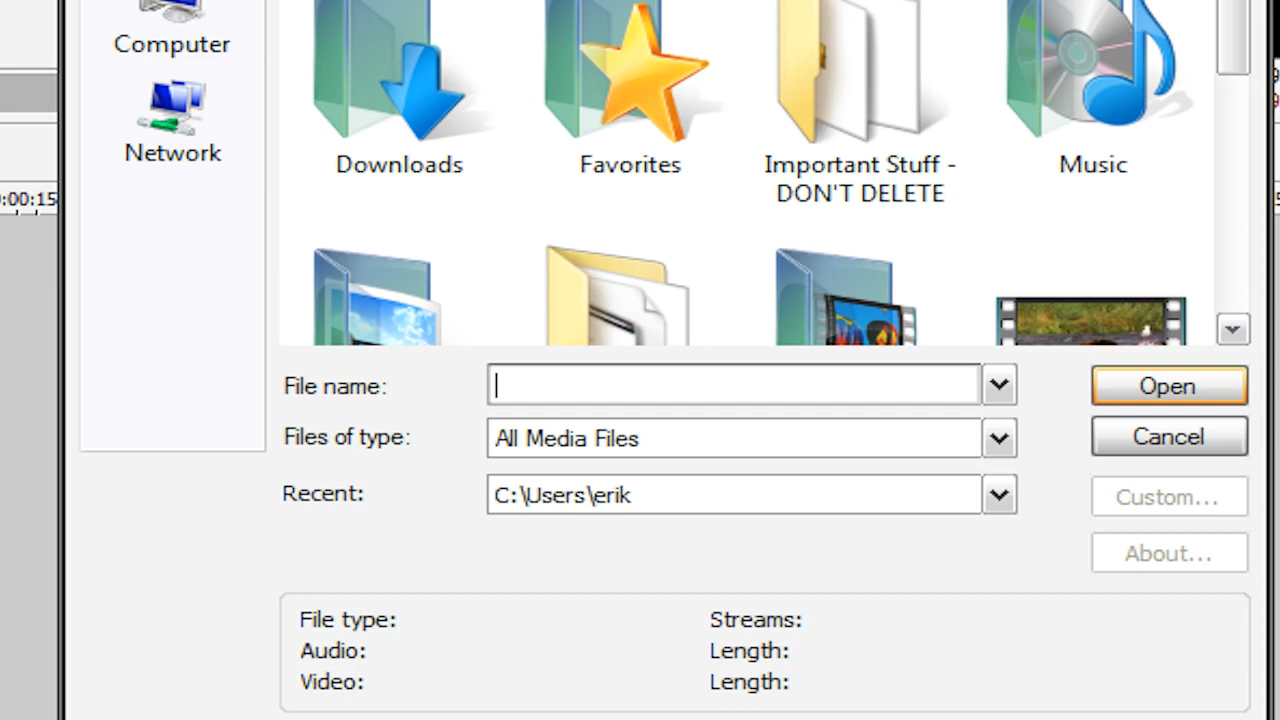 Computer
Network
:00:15
Downloads
Favorites
Important Stuff -
DON'T DELETE
Music
File name:
Open
Files of type:
All Media Files
Cancel
Recent:
C:\Users\erik
Custom...
About...
File type:
Streams:
Audio:
Length:
Video:
Length: